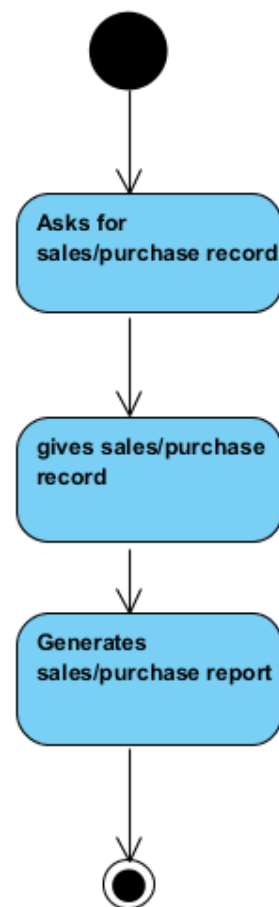 Asks for
sales/purchase record
gives sales/purchase
record
Generates
sales/purchase report